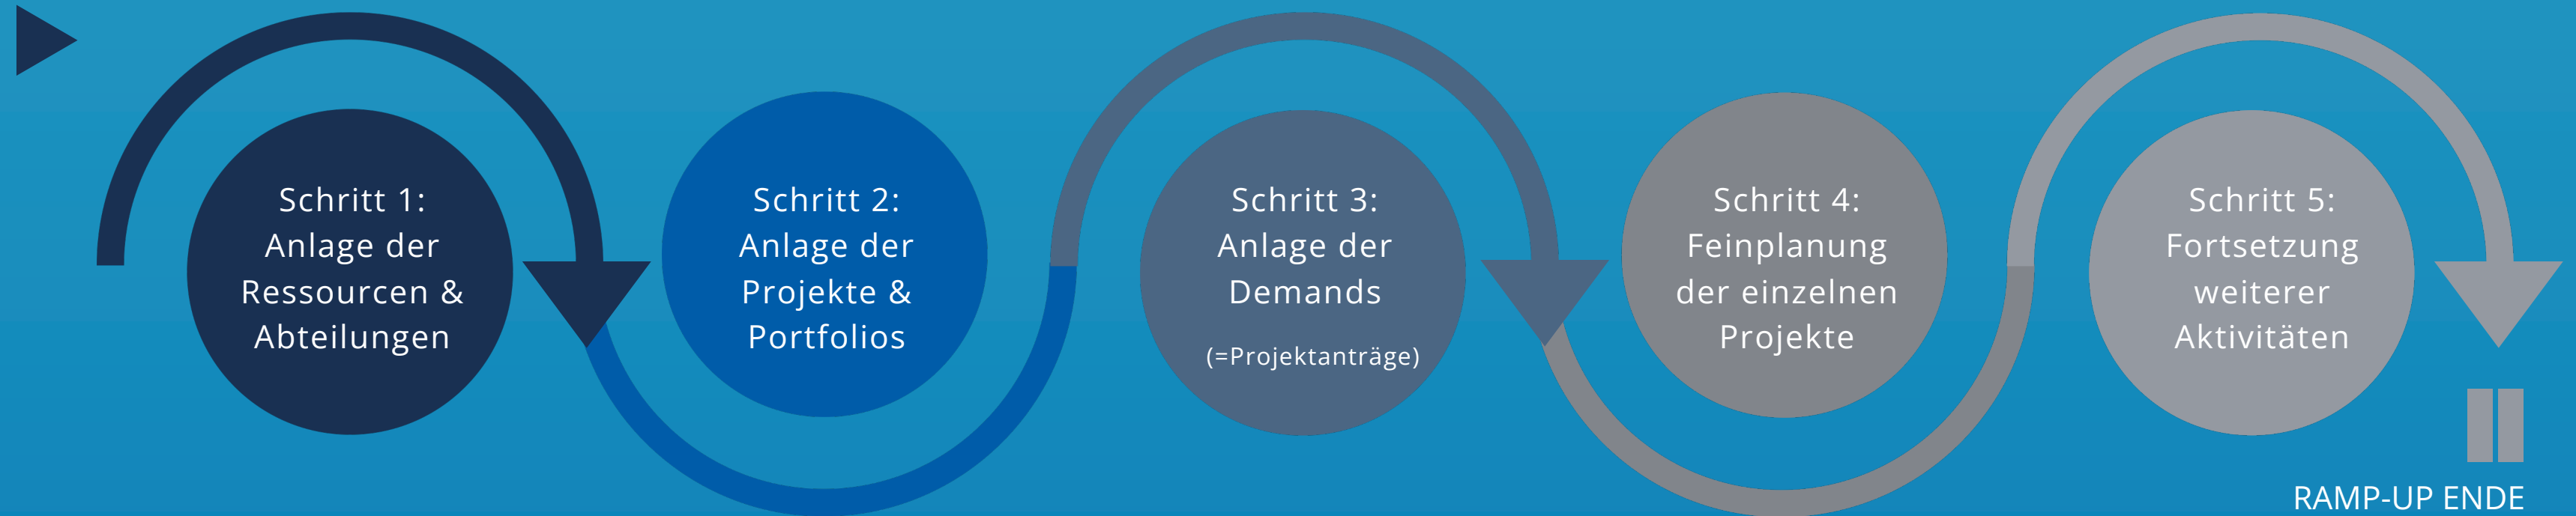 Schritt 1:
Anlage der
Ressourcen &
Abteilungen
Schritt 2:
Anlage der
Projekte &
Portfolios
Schritt 3:
Anlage der
Demands
(=Projektanträge)
Schritt 4:
Feinplanung
der einzelnen
Projekte
Schritt 5:
Fortsetzung
weiterer
Aktivitäten
RAMP-UP ENDE